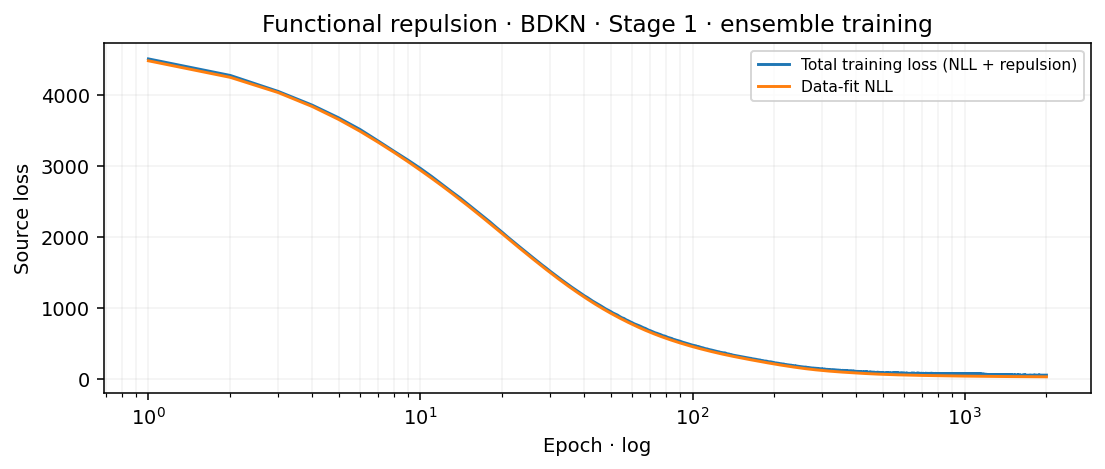 Functional repulsion · BDKN · Stage 1 · ensemble training
Total training loss (NLL + repulsion)
Data-fit NLL
Source loss
4000
3000
2000
1000
0
10⁰
10¹
10²
10³
Epoch · log